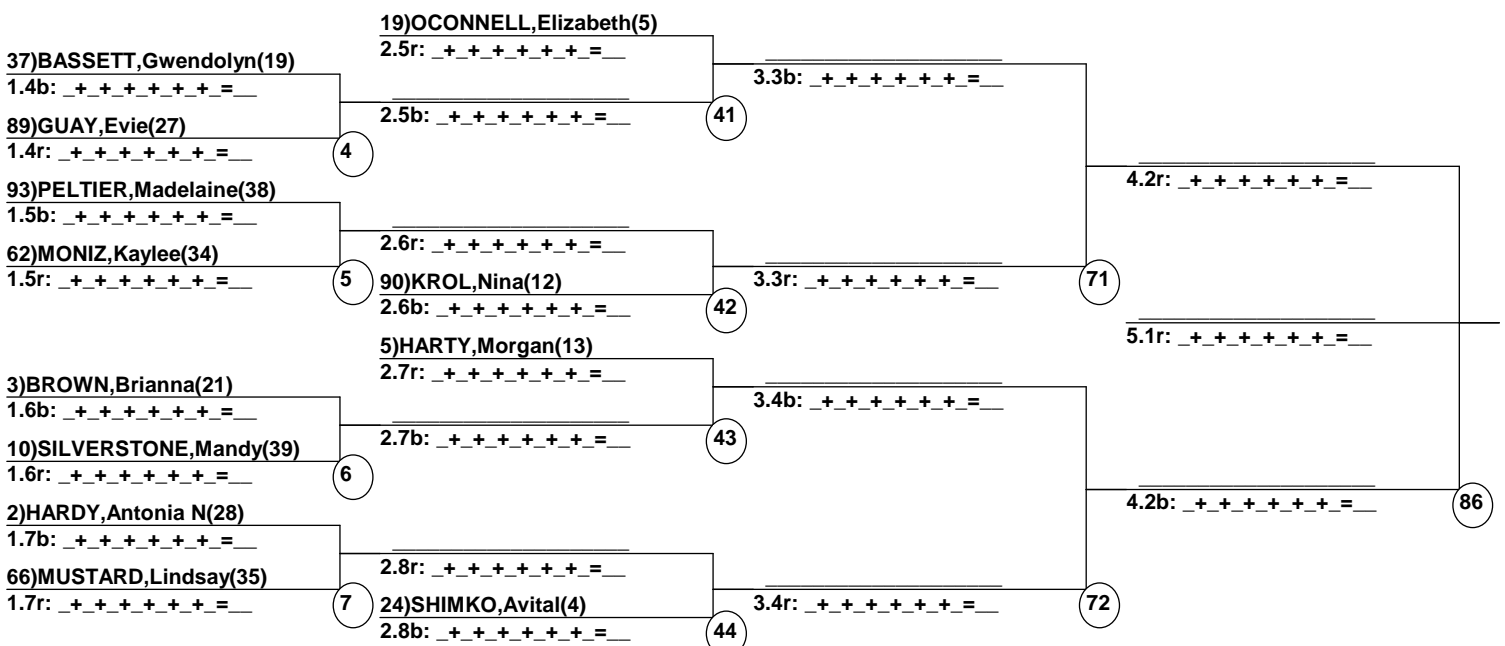 19)OCONNELL,Elizabeth(5)
2.5r: _+_+_+_+_+_=__
37)BASSETT,Gwendolyn(19)
1.4b: _+_+_+_+_+_=__
3.3b: _+_+_+_+_+_=__
2.5b: _+_+_+_+_+_=__
41
89)GUAY,Evie(27)
1.4r: _+_+_+_+_+_=__
4
4.2r: _+_+_+_+_+_=__
93)PELTIER,Madelaine(38)
1.5b: _+_+_+_+_+_=__
2.6r: _+_+_+_+_+_=__
62)MONIZ,Kaylee(34)
1.5r: _+_+_+_+_+_=__
5
90)KROL,Nina(12)
2.6b: _+_+_+_+_+_=__
42
3.3r: _+_+_+_+_+_=__
71
5.1r: _+_+_+_+_+_=__
5)HARTY,Morgan(13)
2.7r: _+_+_+_+_+_=__
3)BROWN,Brianna(21)
1.6b: _+_+_+_+_+_=__
3.4b: _+_+_+_+_+_=__
2.7b: _+_+_+_+_+_=__
43
10)SILVERSTONE,Mandy(39)
1.6r: _+_+_+_+_+_=__
6
4.2b: _+_+_+_+_+_=__
86
2)HARDY,Antonia N(28)
1.7b: _+_+_+_+_+_=__
2.8r: _+_+_+_+_+_=__
66)MUSTARD,Lindsay(35)
1.7r: _+_+_+_+_+_=__
7
24)SHIMKO,Avital(4)
2.8b: _+_+_+_+_+_=__
44
3.4r: _+_+_+_+_+_=__
72